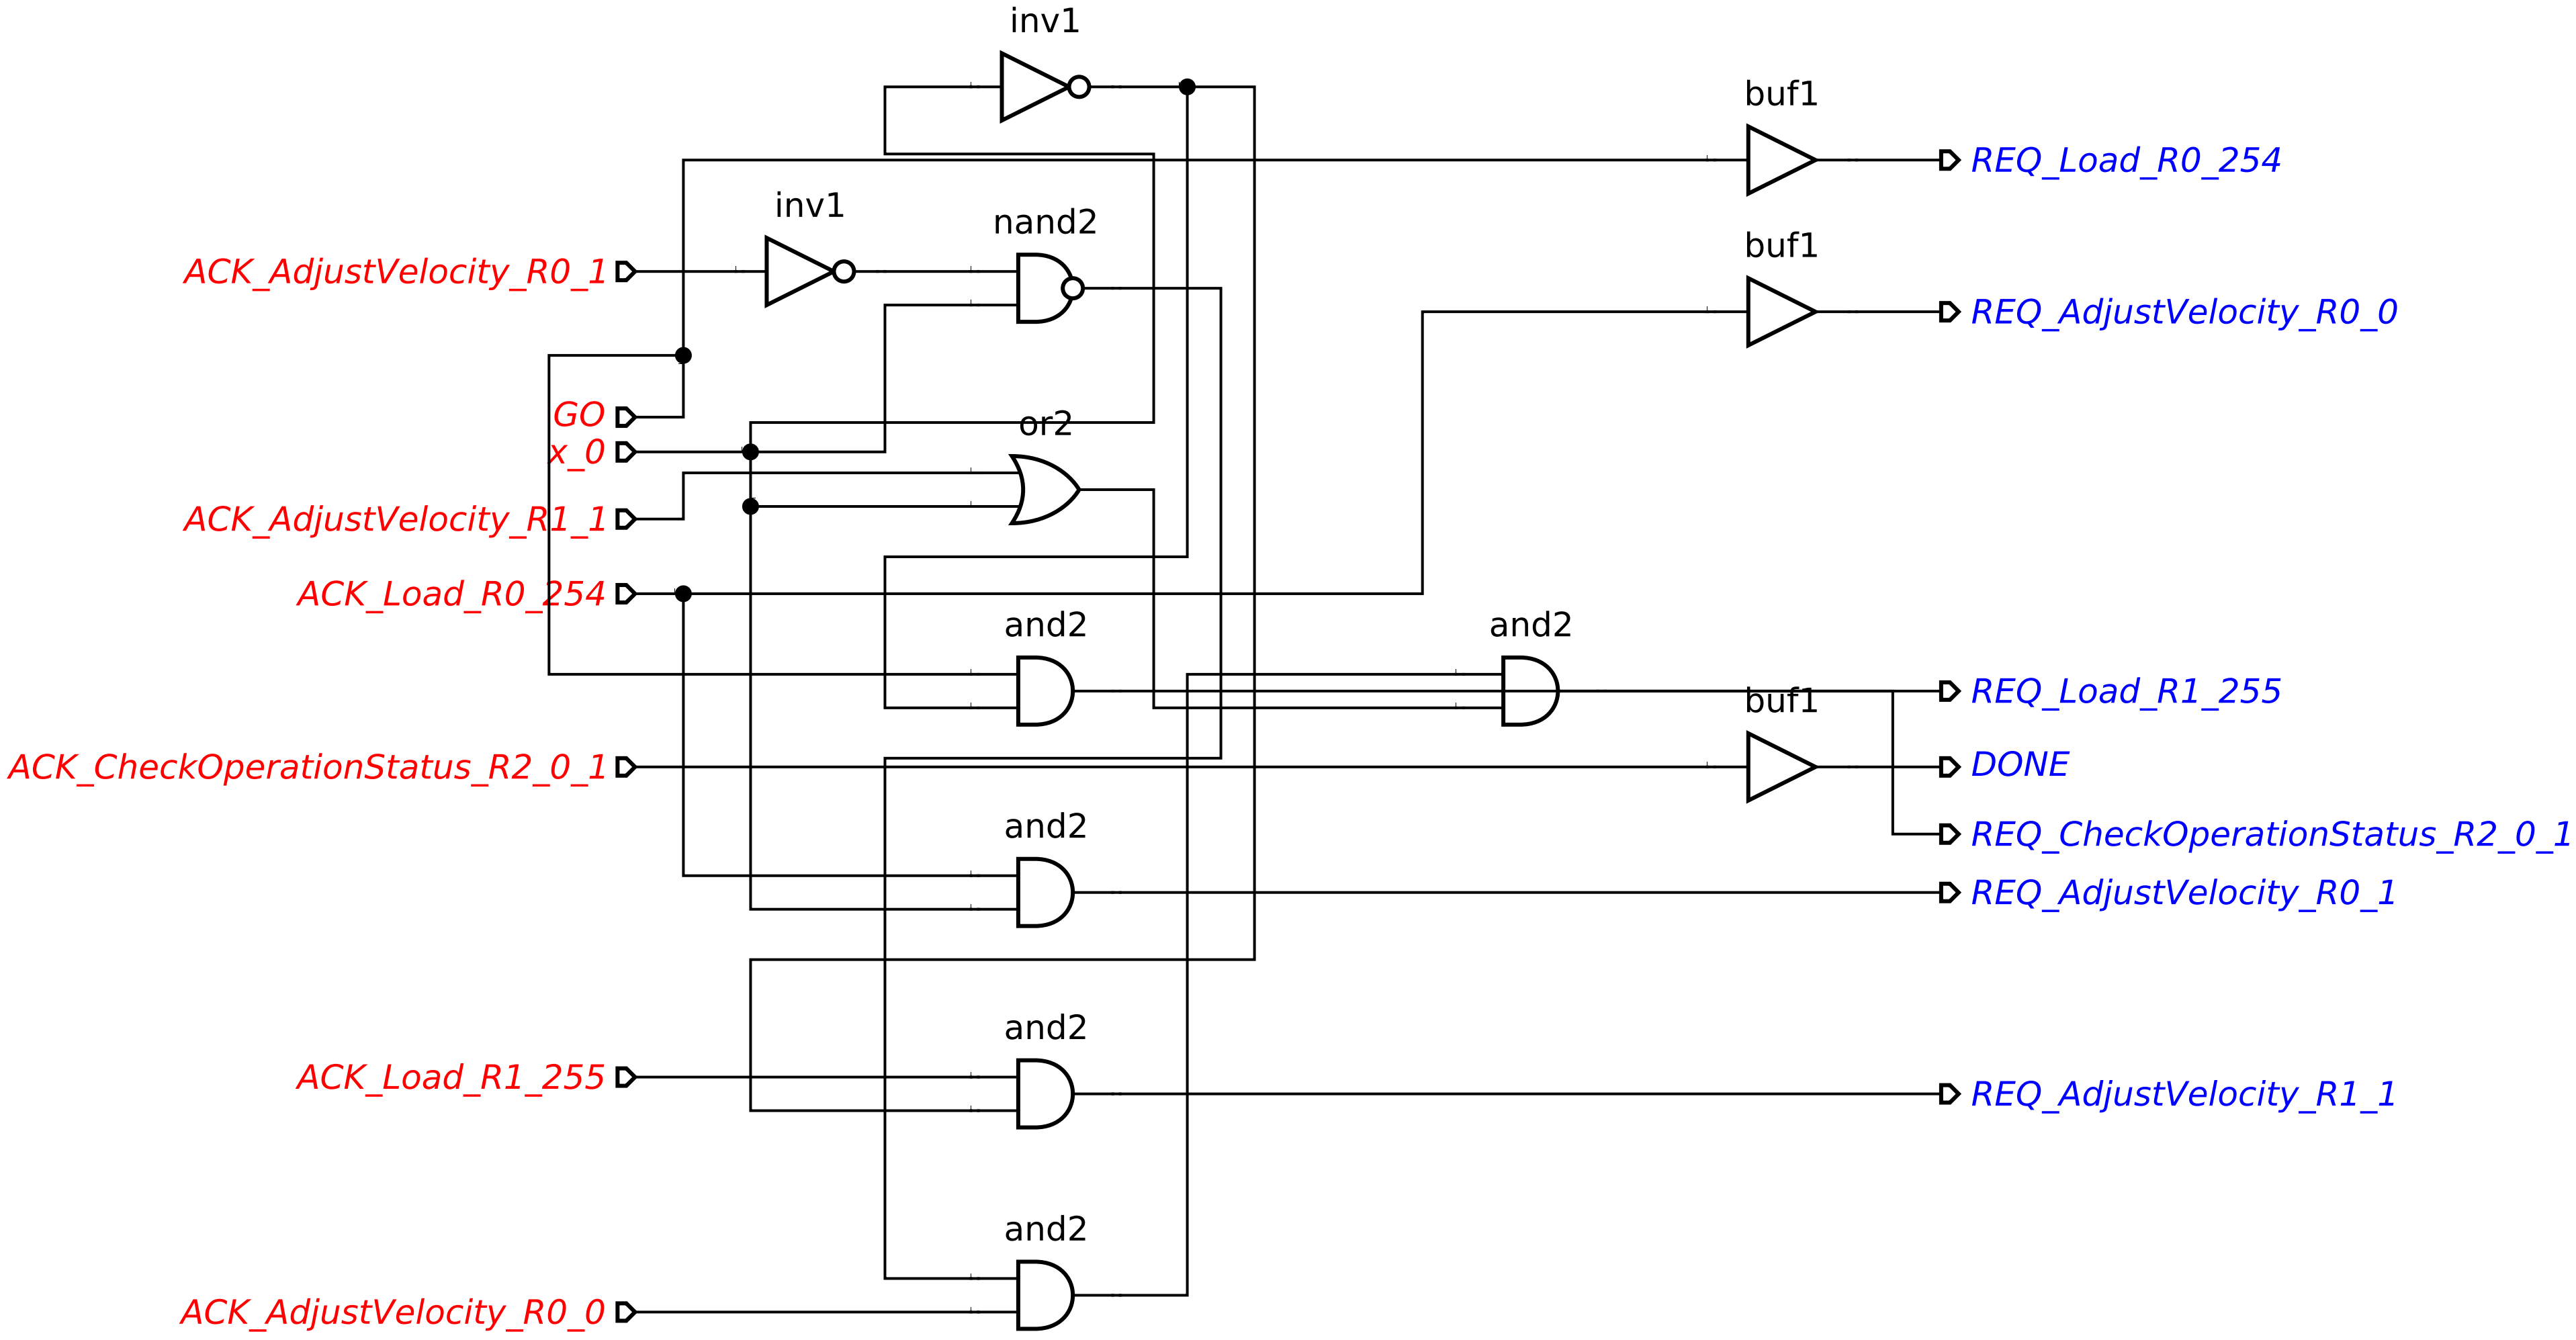 inv1
buf1
REQ_Load_R0_254
inv1
nand2
buf1
ACK_AdjustVelocity_R0_1
REQ_AdjustVelocity_R0_0
GO
or2
x_0
ACK_AdjustVelocity_R1_1
ACK_Load_R0_254
and2
and2
REQ_Load_R1_255
buf1
ACK_CheckOperationStatus_R2_0_1
DONE
and2
REQ_CheckOperationStatus_R2_0_1
REQ_AdjustVelocity_R0_1
and2
ACK_Load_R1_255
REQ_AdjustVelocity_R1_1
and2
ACK_AdjustVelocity_R0_0